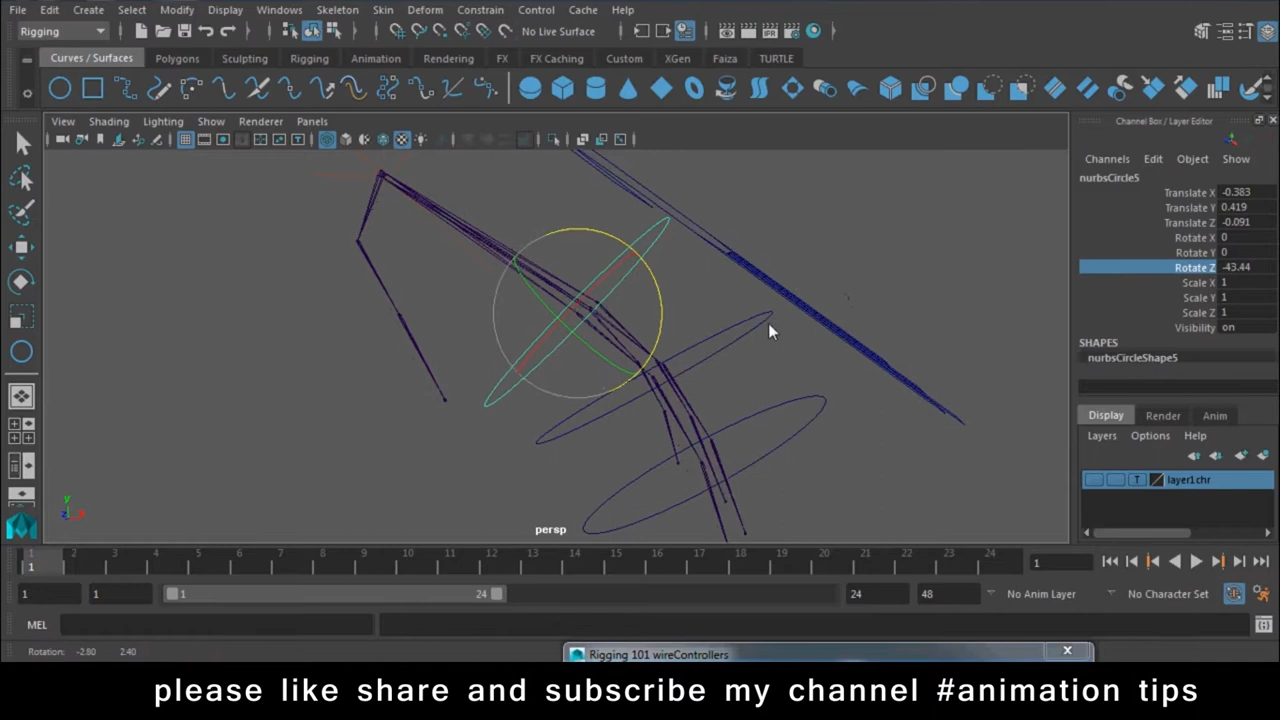 File Edit Create Select Modify Display Windows Skeleton Skin Deform Constrain Control Cache Help
Rigging No Live Surface
Curves / Surfaces Polygons Sculpting Rigging Animation Rendering FX FX Caching Custom XGen Faiza TURTLE
View Shading Lighting Show Renderer Panels
Channel Box / Layer Editor
Channels Edit Object Show
nurbsCircle5
Translate X -0.383
Translate Y 0.419
Translate Z -0.091
Rotate X 0
Rotate Y 0
Rotate Z -43.44
Scale X 1
Scale Y 1
Scale Z 1
Visibility on
SHAPES
nurbsCircleShape5
Display Render Anim
Layers Options Help
T layer1chr
y
z x
persp
1 2 3 4 5 6 7 8 9 10 11 12 13 14 15 16 17 18 19 20 21 22 23 24
1 1
1 1 1 24 24 48 No Anim Layer No Character Set
MEL
Rotation: -2.80 2.40
Rigging 101 wireControllers
please like share and subscribe my channel #animation tips